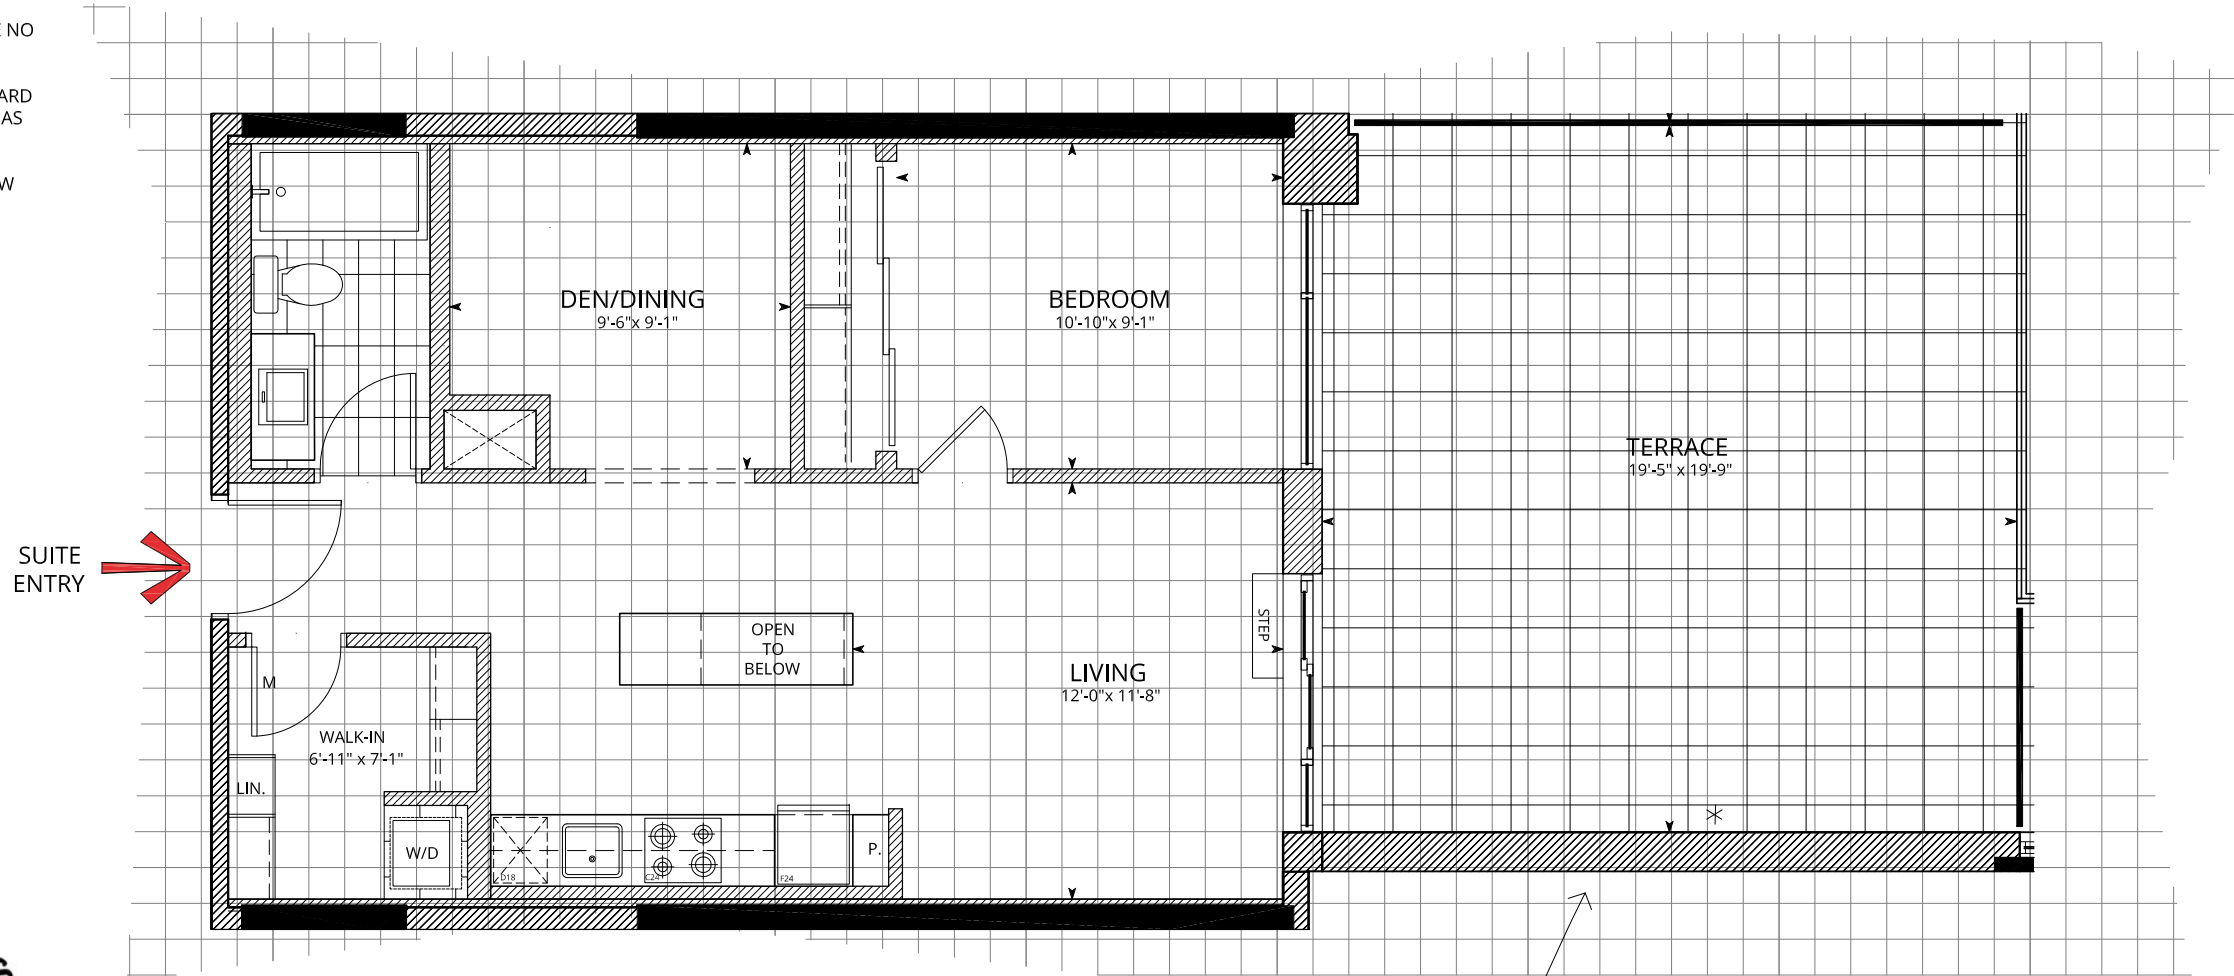 NO
ARD
AS
W
DEN/DINING
9'-6"x 9'-1"
BEDROOM
10'-10"x 9'-1"
TERRACE
19'-5" x 19'-9"
SUITE
ENTRY
OPEN
TO
BELOW
STEP
LIVING
12'-0"x 11'-8"
M
WALK-IN
6'-11" x 7'-1"
LIN.
W/D
D18
C24
F24
P.